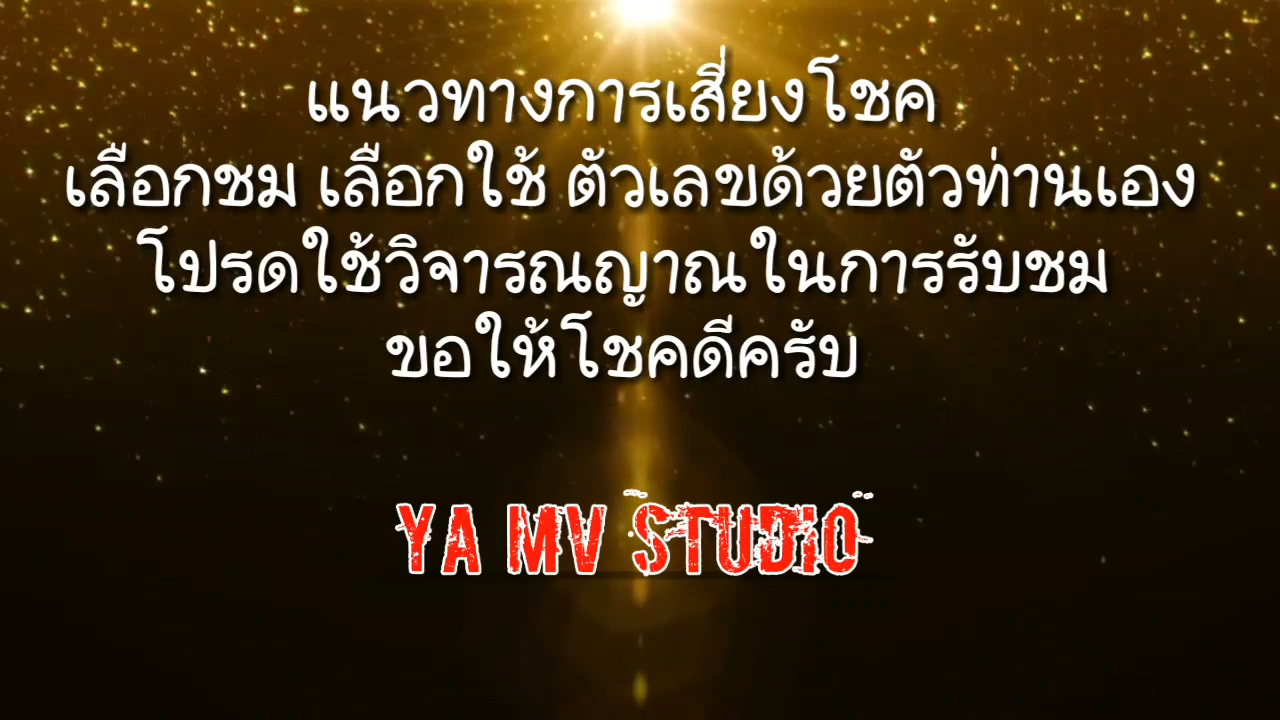 แนวทางการเสี่ยงโชค
เลือกชม เลือกใช้ ตัวเลขด้วยตัวท่านเอง
โปรดใช้วิจารณญาณในการรับชม
ขอให้โชคดีครับ
YA MV STUDIO